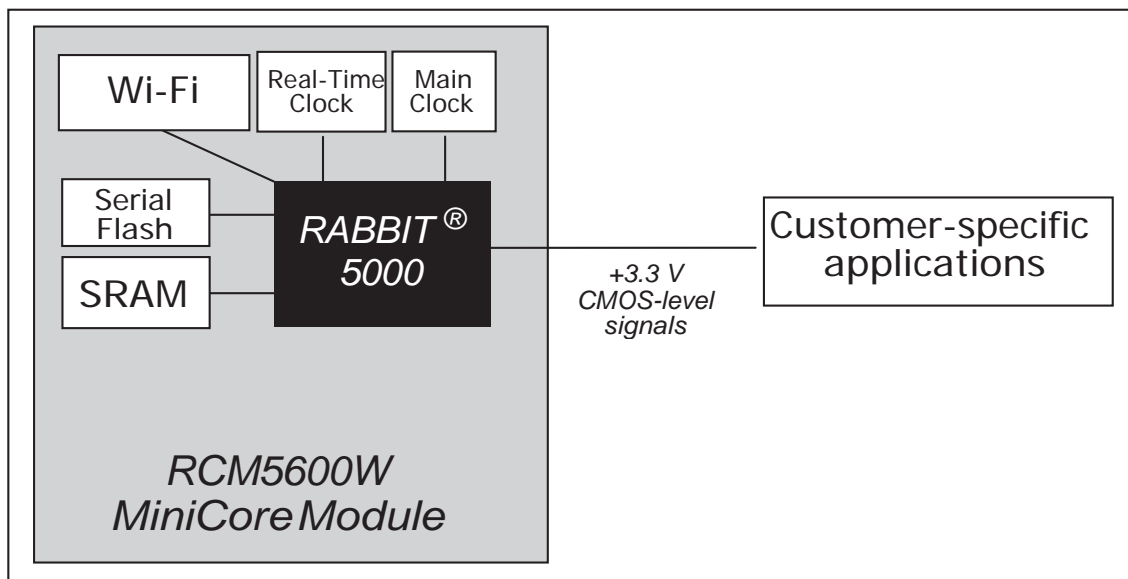 Wi-Fi
Real-Time
Clock
Main
Clock
Serial
Flash
SRAM
RABBIT ®
5000
+3.3 V
CMOS-level
signals
Customer-specific
applications
RCM5600W
MiniCore Module